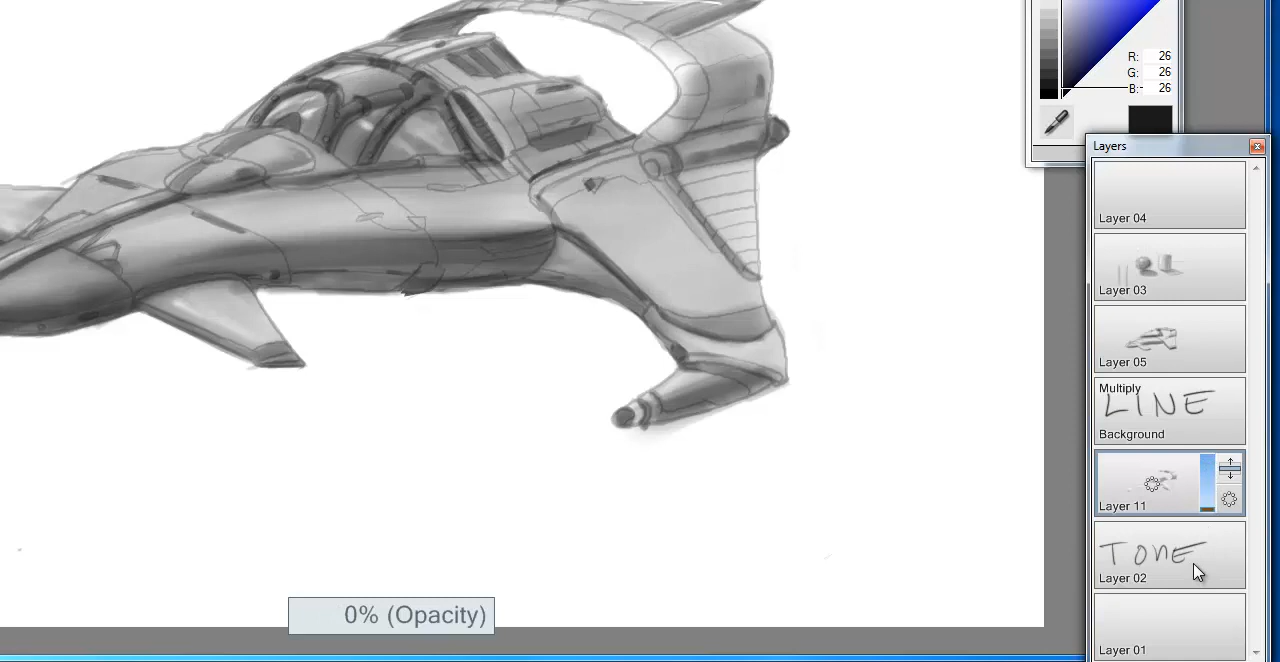 R: 26
G: 26
B: 26
Layers
Layer 04
Layer 03
Layer 05
Multiply
LINE
Background
Layer 11
TONE
Layer 02
Layer 01
0% (Opacity)